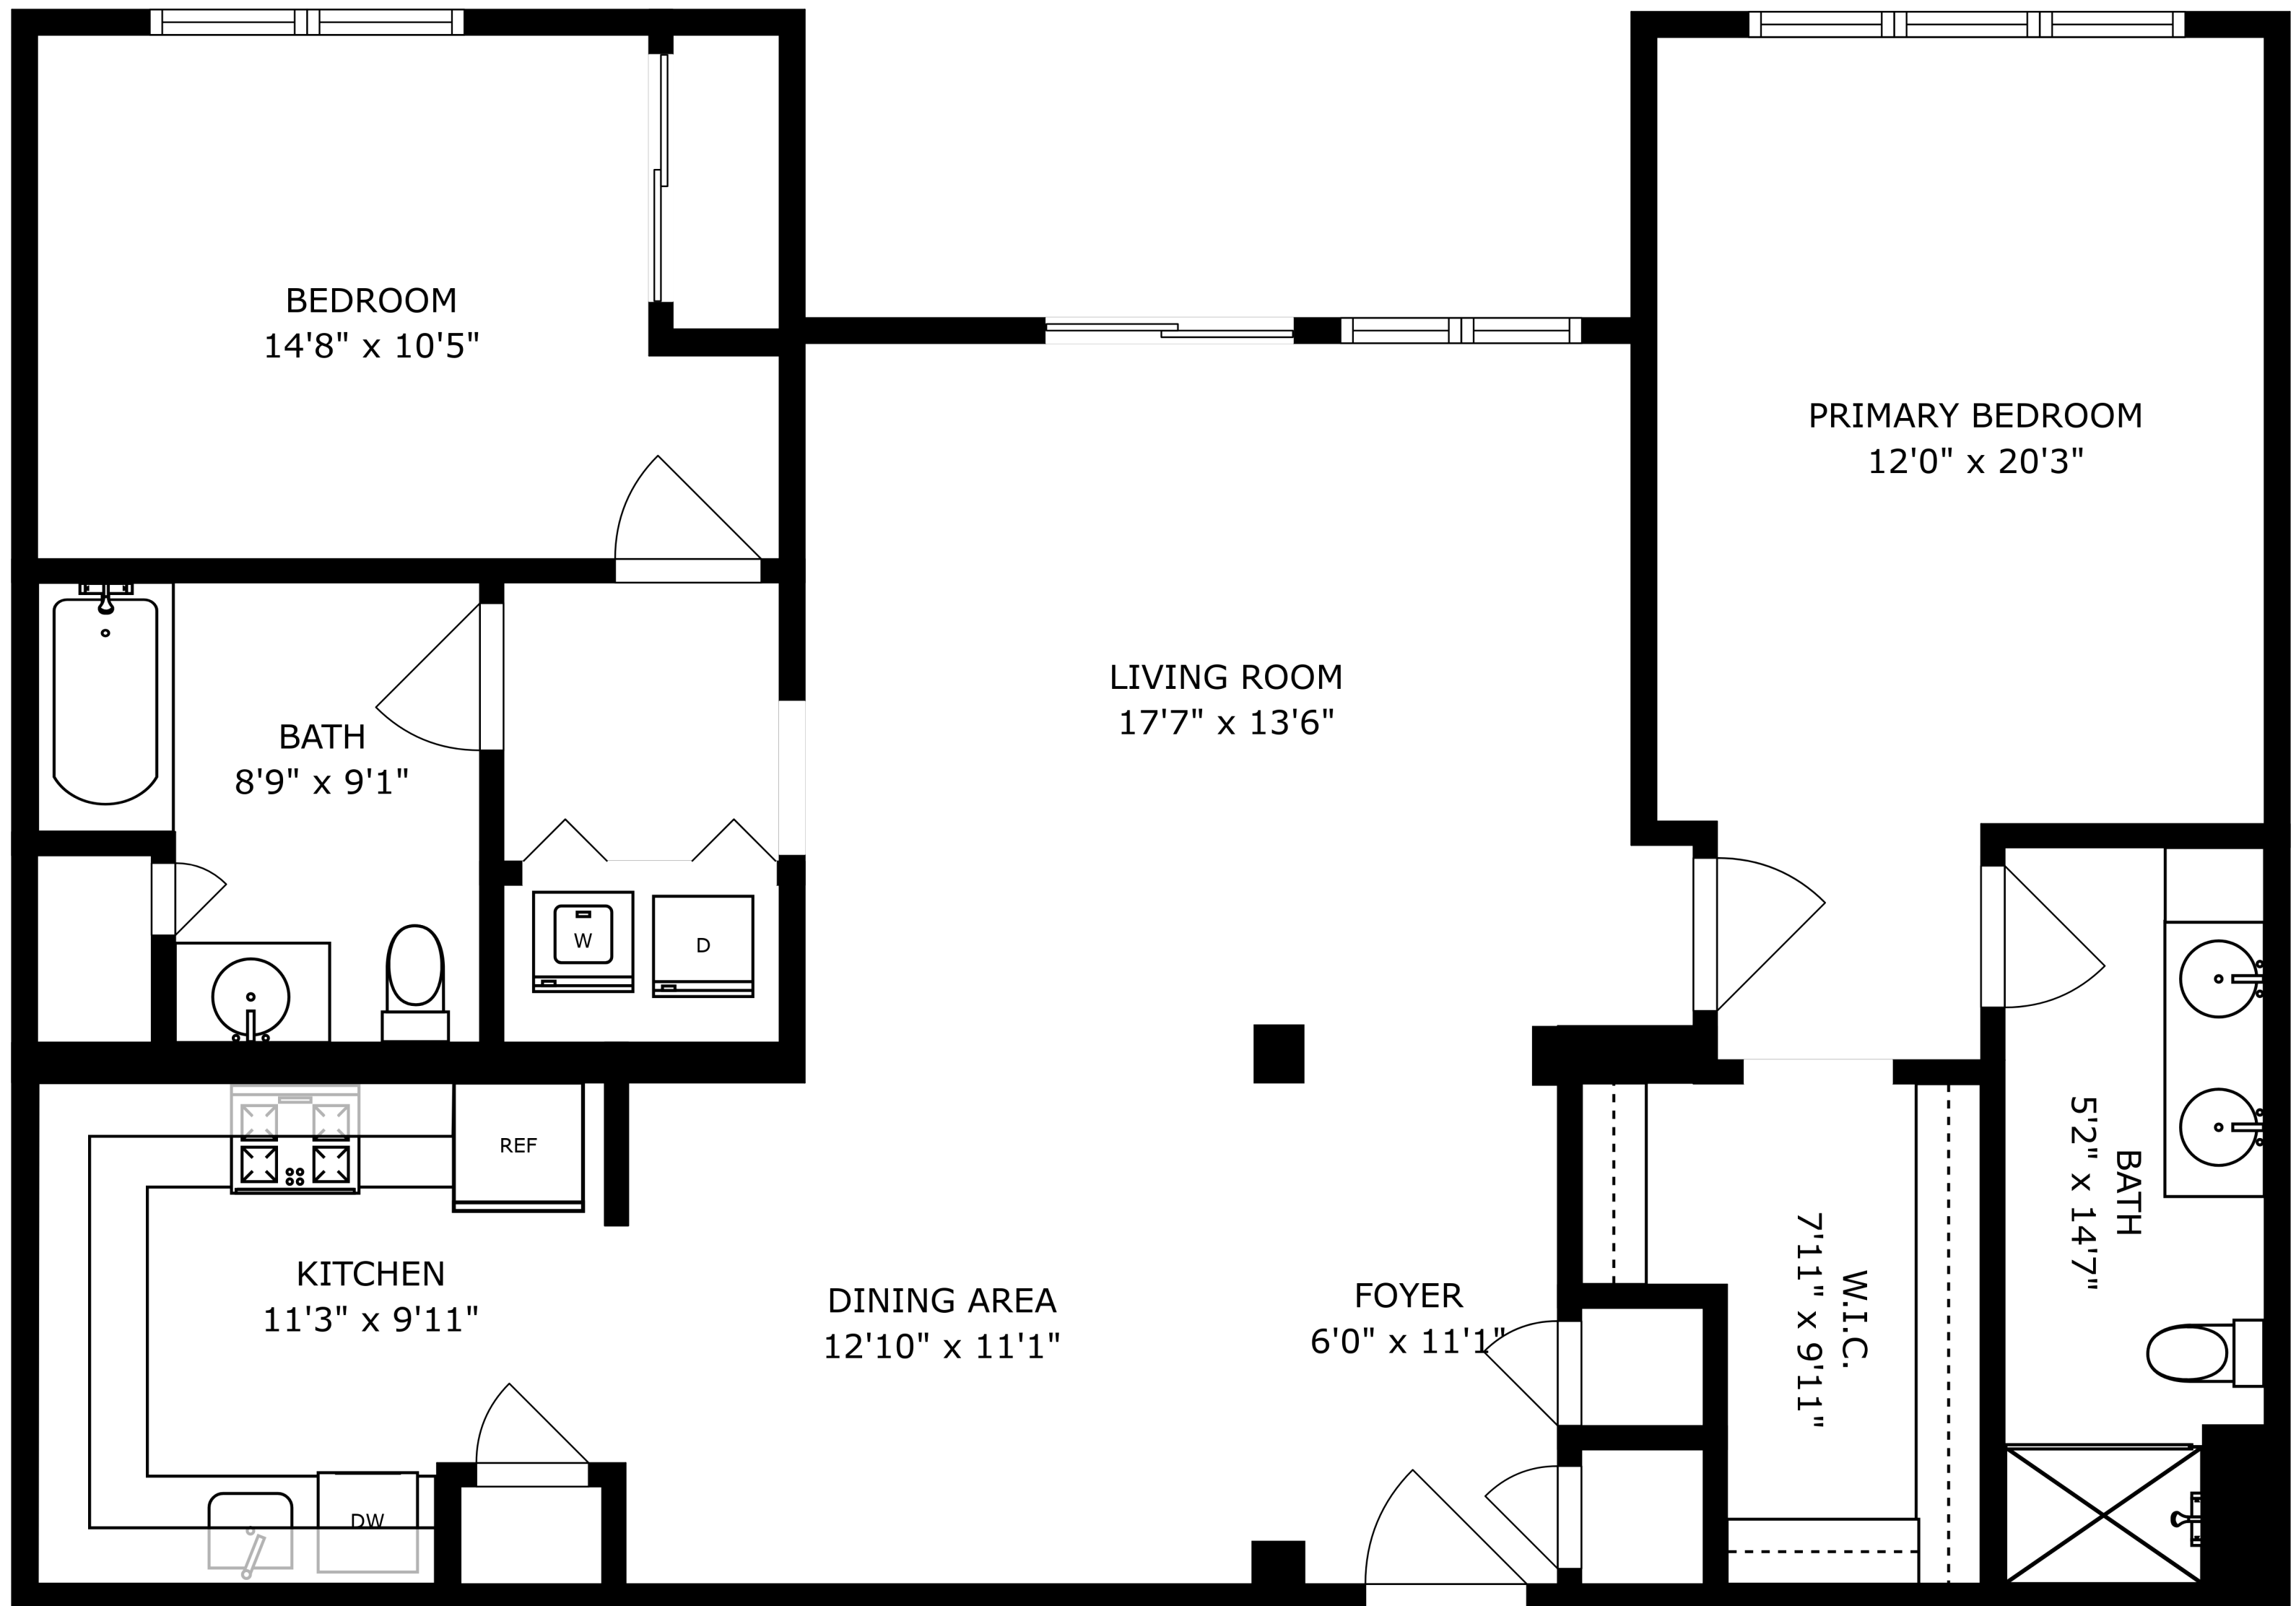 BEDROOM
14'8" x 10'5"
PRIMARY BEDROOM
12'0" x 20'3"
LIVING ROOM
17'7" x 13'6"
BATH
8'9" x 9'1"
W
D
REF
KITCHEN
11'3" x 9'11"
DINING AREA
12'10" x 11'1"
FOYER
6'0" x 11'1"
W.I.C.
7'11" x 9'11"
BATH
5'2" x 14'7"
DW